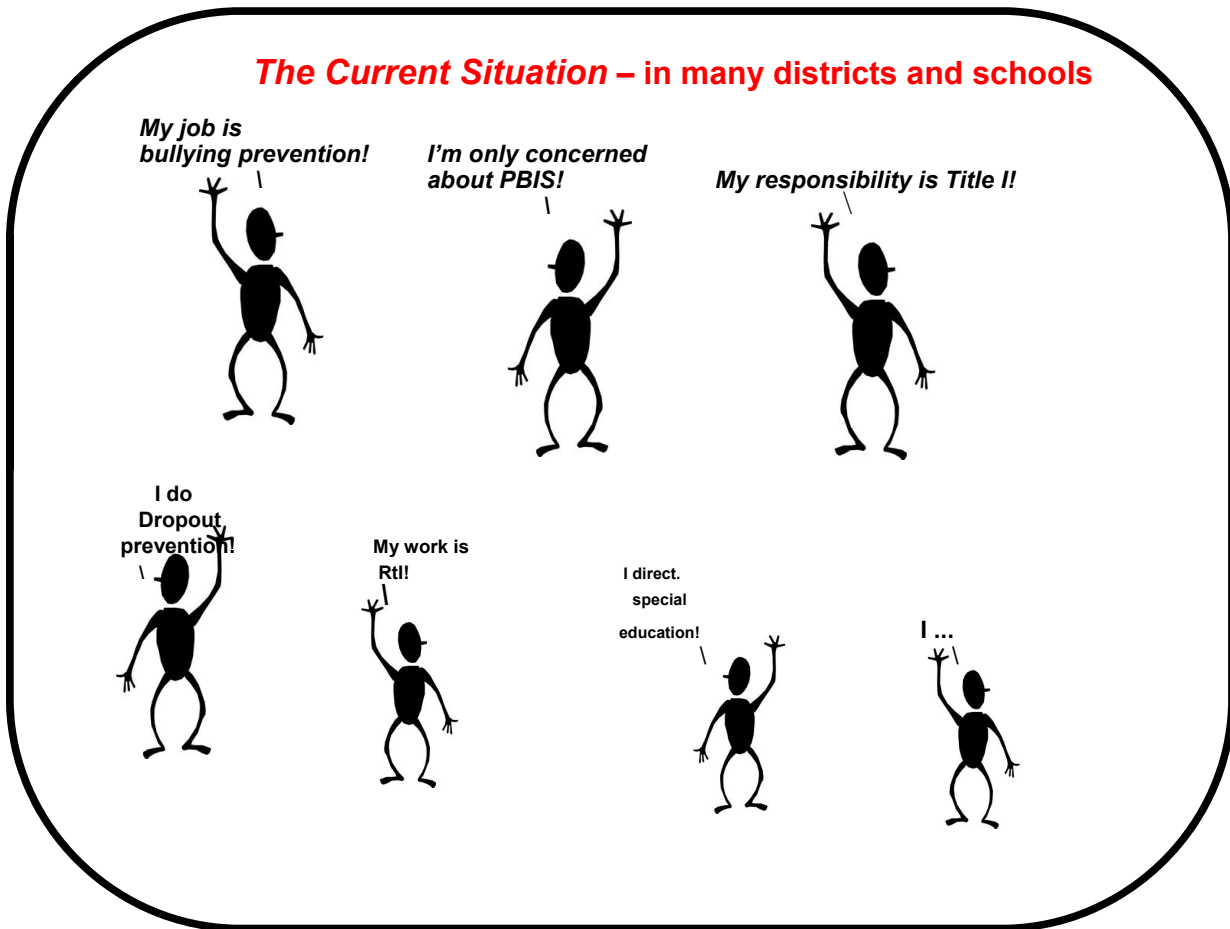 The Current Situation – in many districts and schools
My job is
bullying prevention!
I'm only concerned
about PBIS!
My responsibility is Title I!
I do
Dropout
prevention!
My work is
RtI!
I direct.
special
education!
I ...